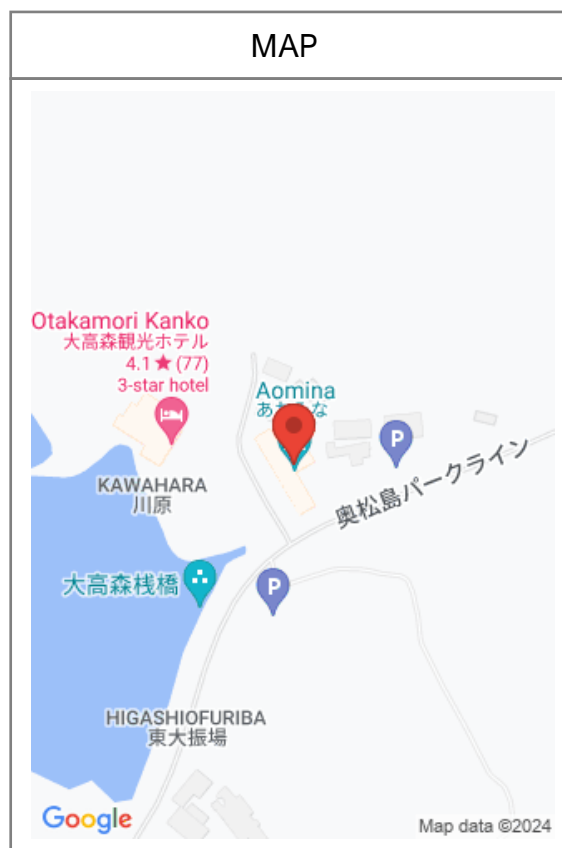 MAP
Otakamori Kanko
大高森観光ホテル
4.1★(77)
3-star hotel
Aomina
P
KAWAHARA
川原
奥松島パークライン
大高森桟橋
P
HIGASHIOFURIBA
東大振場
Google
Map data ©2024